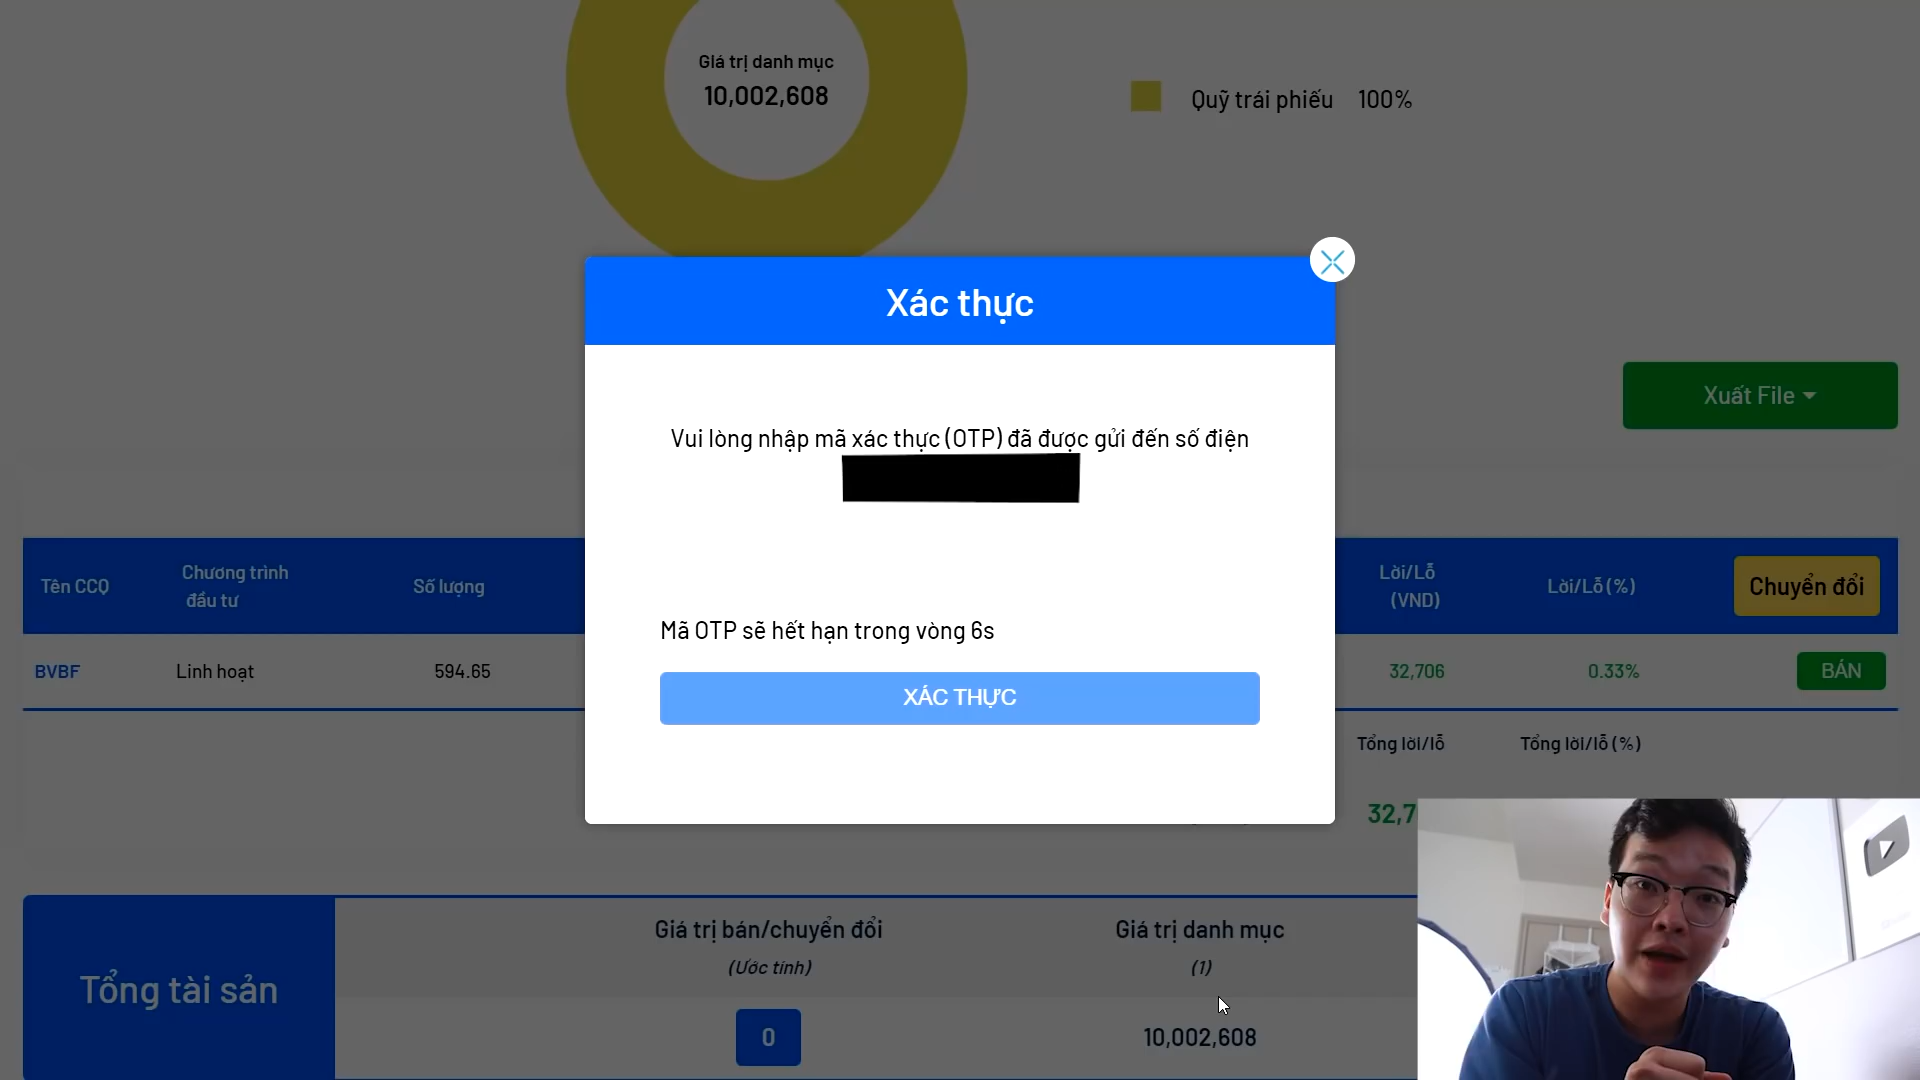 Giá trị danh mục
10,002,608
Quỹ trái phiếu 100%
Xác thực
Vui lòng nhập mã xác thực (OTP) đã được gửi đến số điện
Xuất File
Tên CCQ
Chương trình
đầu tư
Số lượng
Lời/Lỗ
(VND)
Lời/Lỗ (%)
Chuyển đổi
Mã OTP sẽ hết hạn trong vòng 6s
BVBF
Linh hoạt
594.65
32,706
0.33%
BÁN
XÁC THỰC
Tổng lời/lỗ
Tổng lời/lỗ (%)
32,7
Tổng tài sản
Giá trị bán/chuyển đổi
(Ước tính)
Giá trị danh mục
(1)
0
10,002,608